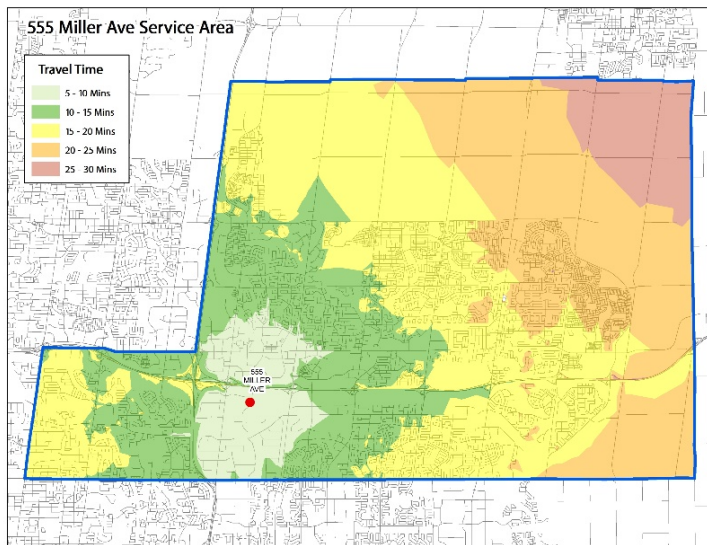 555 Miller Ave Service Area
Travel Time
5 - 10 Mins
10 - 15 Mins
15 - 20 Mins
20 - 25 Mins
25 - 30 Mins
555
MILLER
AVE